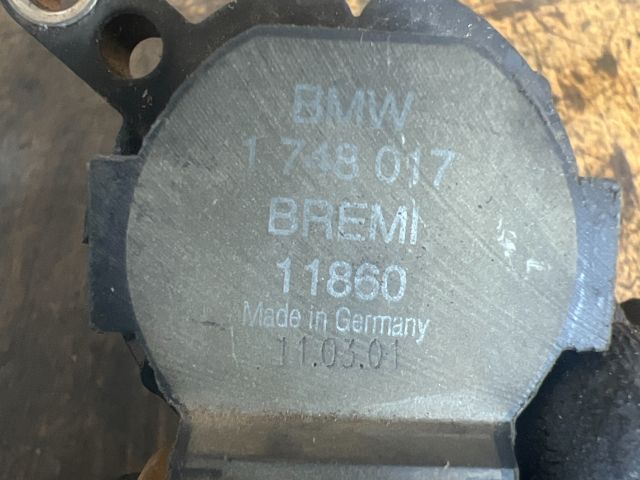 BMW
1 748 017
BREMI
11860
Made in Germany
11.03.01